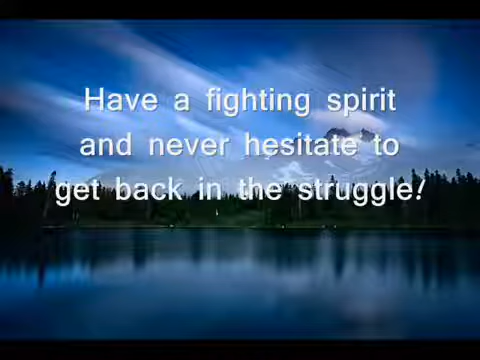 Have a fighting spirit
and never hesitate to
get back in the struggle!